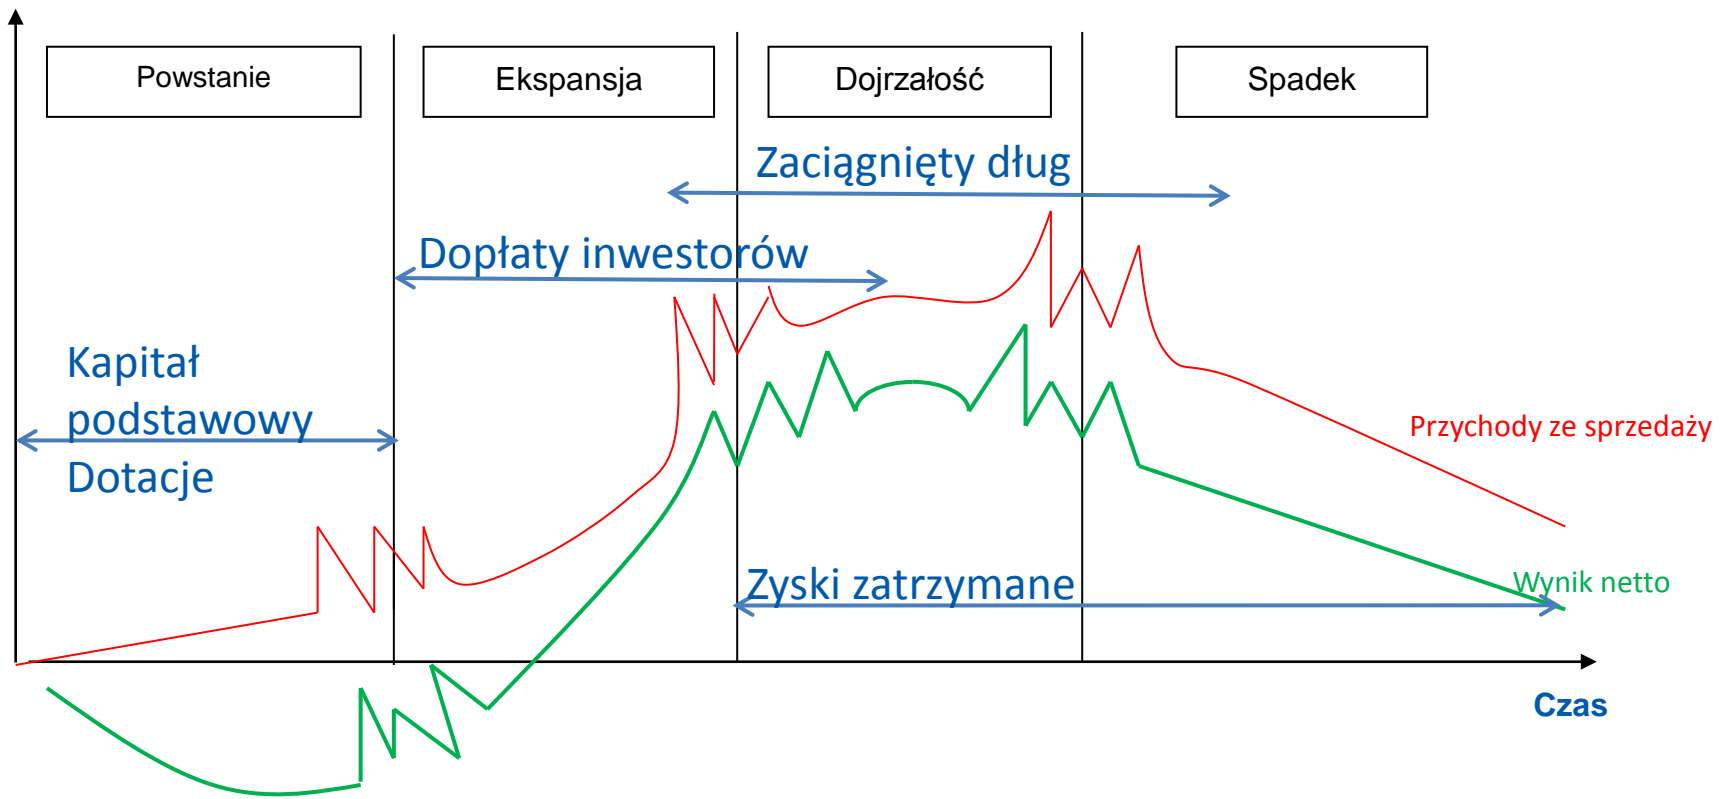 Powstanie
Ekspansja
Dojrzałość
Spadek
Zaciągnięty dług
Dopłaty inwestorów
Kapitał
podstawowy
Dotacje
Przychody ze sprzedaży
Zyski zatrzymane
Wynik netto
Czas